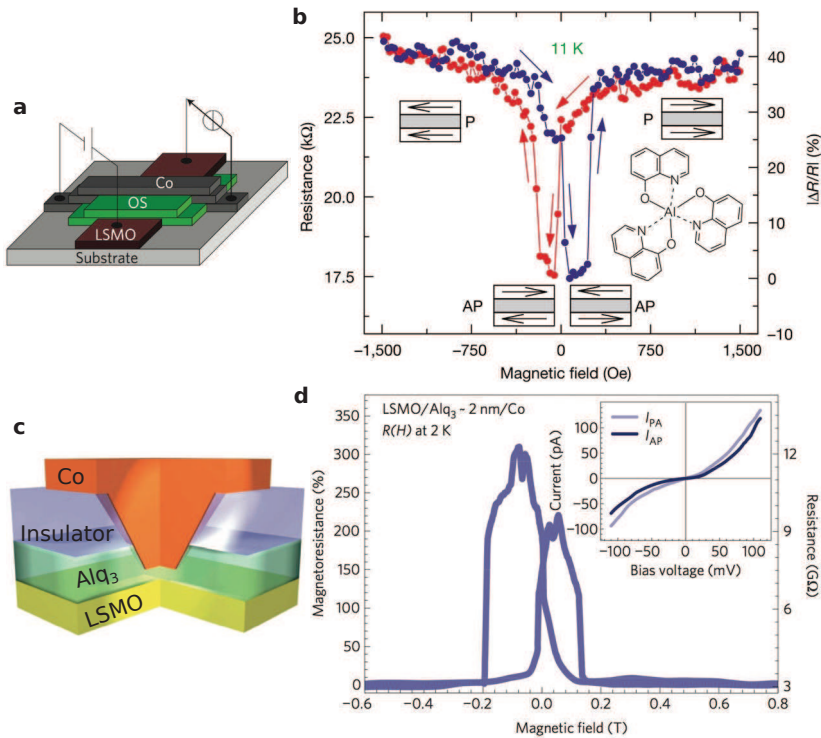 a
Co
OS
LSMO
Substrate
b
11 K
Resistance (kΩ)
25.0
22.5
20.0
17.5
40
30
20
10
0
−10
|ΔR/R| (%)
P
P
AP
AP
O
N
Al
O
N
N
O
−1,500
−750
0
750
1,500
Magnetic field (Oe)
c
Co
Insulator
Alq3
LSMO
d
LSMO/Alq3 - 2 nm/Co
R(H) at 2 K
Magnetoresistance (%)
350
300
250
200
150
100
50
0
−0.6
−0.4
−0.2
0.0
0.2
0.4
0.6
0.8
Magnetic field (T)
12
9
6
3
Resistance (GΩ)
IPA
IAP
Current (pA)
100
50
0
−50
−100
−100
−50
0
50
100
Bias voltage (mV)